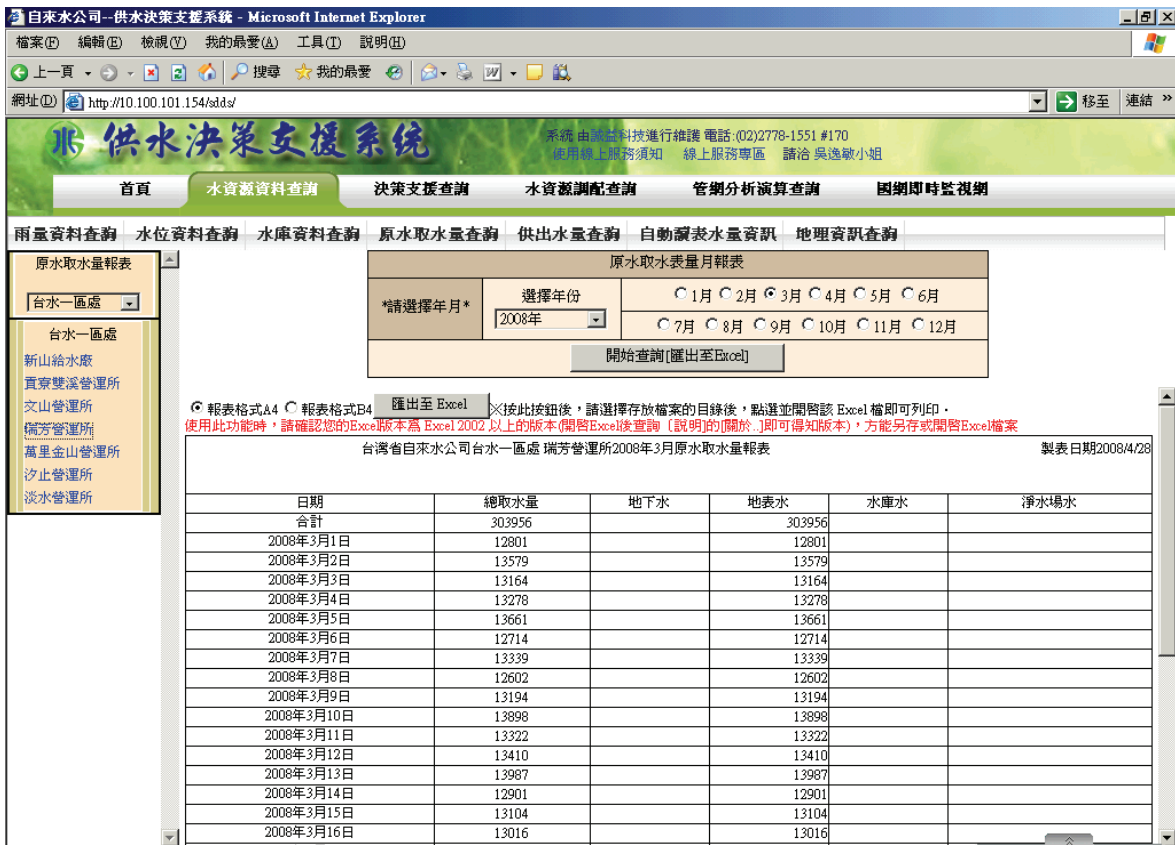 自來水公司--供水決策支援系統 - Microsoft Internet Explorer
檔案(F) 編輯(E) 檢視(V) 我的最愛(A) 工具(T) 說明(H)
上一頁 搜尋 我的最愛
網址(D) http://10.100.101.154/sdds/ 移至 連結 »
供水決策支援系統
系統 由誠益科技進行維護 電話:(02)2778-1551 #170
使用線上服務須知 線上服務專區 請洽 吳逸敏小姐
首頁 水資源資料查詢 決策支援查詢 水資源調配查詢 管網分析演算查詢 國網即時監視網
雨量資料查詢 水位資料查詢 水庫資料查詢 原水取水量查詢 供出水量查詢 自動讀表水量資訊 地理資訊查詢
原水取水量報表
台水一區處
台水一區處
新山給水廠
貢寮雙溪營運所
文山營運所
瑞芳營運所
萬里金山營運所
汐止營運所
淡水營運所
原水取水表量月報表
*請選擇年月*
選擇年份
2008年
1月 2月 3月 4月 5月 6月
7月 8月 9月 10月 11月 12月
開始查詢[匯出至Excel]
報表格式A4 報表格式B4 匯出至 Excel ※按此按鈕後，請選擇存放檔案的目錄後，點選並開啓該 Excel 檔即可列印。
使用此功能時，請確認您的Excel版本為 Excel 2002 以上的版本(開啓Excel後查詢〔說明]的[關於..]即可得知版本)，方能另存或開啓Excel檔案
台灣省自來水公司台水一區處 瑞芳營運所2008年3月原水取水量報表 製表日期2008/4/28
日期 總取水量 地下水 地表水 水庫水 淨水場水
合計 303956 303956
2008年3月1日 12801 12801
2008年3月2日 13579 13579
2008年3月3日 13164 13164
2008年3月4日 13278 13278
2008年3月5日 13661 13661
2008年3月6日 12714 12714
2008年3月7日 13339 13339
2008年3月8日 12602 12602
2008年3月9日 13194 13194
2008年3月10日 13898 13898
2008年3月11日 13322 13322
2008年3月12日 13410 13410
2008年3月13日 13987 13987
2008年3月14日 12901 12901
2008年3月15日 13104 13104
2008年3月16日 13016 13016